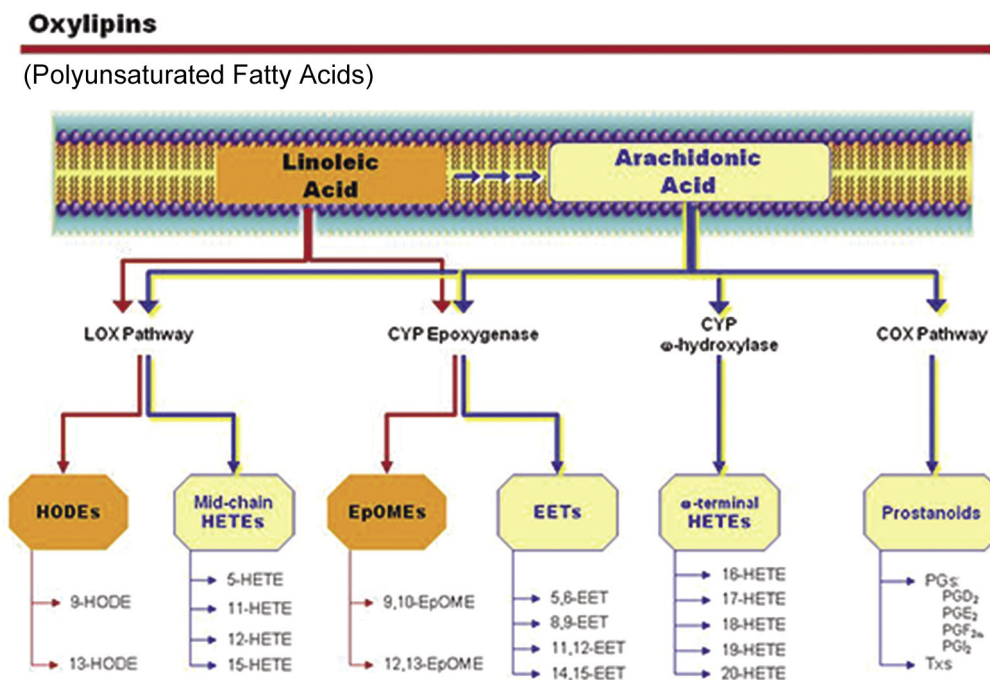 Oxylipins
(Polyunsaturated Fatty Acids)
Linoleic
Acid
Arachidonic
Acid
LOX Pathway
CYP Epoxygenase
CYP
ω-hydroxylase
COX Pathway
HODEs
Mid-chain
HETEs
EpOMEs
EETs
ω-terminal
HETEs
Prostanoids
9-HODE
13-HODE
5-HETE
11-HETE
12-HETE
15-HETE
9,10-EpOME
12,13-EpOME
5,6-EET
8,9-EET
11,12-EET
14,15-EET
16-HETE
17-HETE
18-HETE
19-HETE
20-HETE
PGs
PGD₂
PGE₂
PGF₂α
PGI₂
Txs